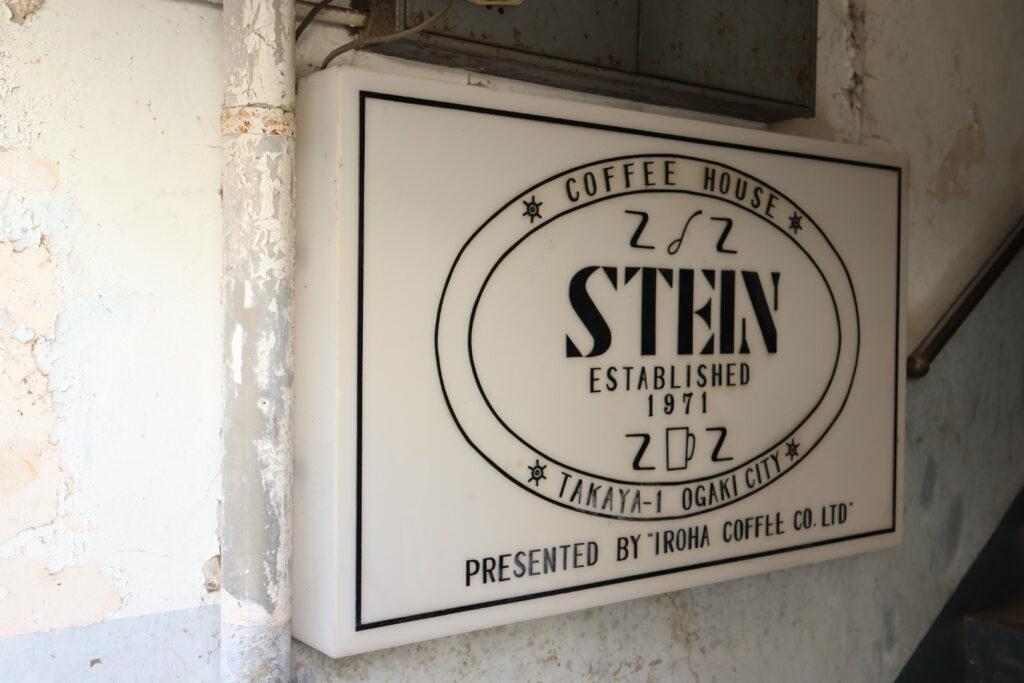 COFFEE HOUSE
STEIN
ESTABLISHED
1971
TAKAYA-1 OGAKI CITY
PRESENTED BY "IROHA COFFEE CO. LTD"